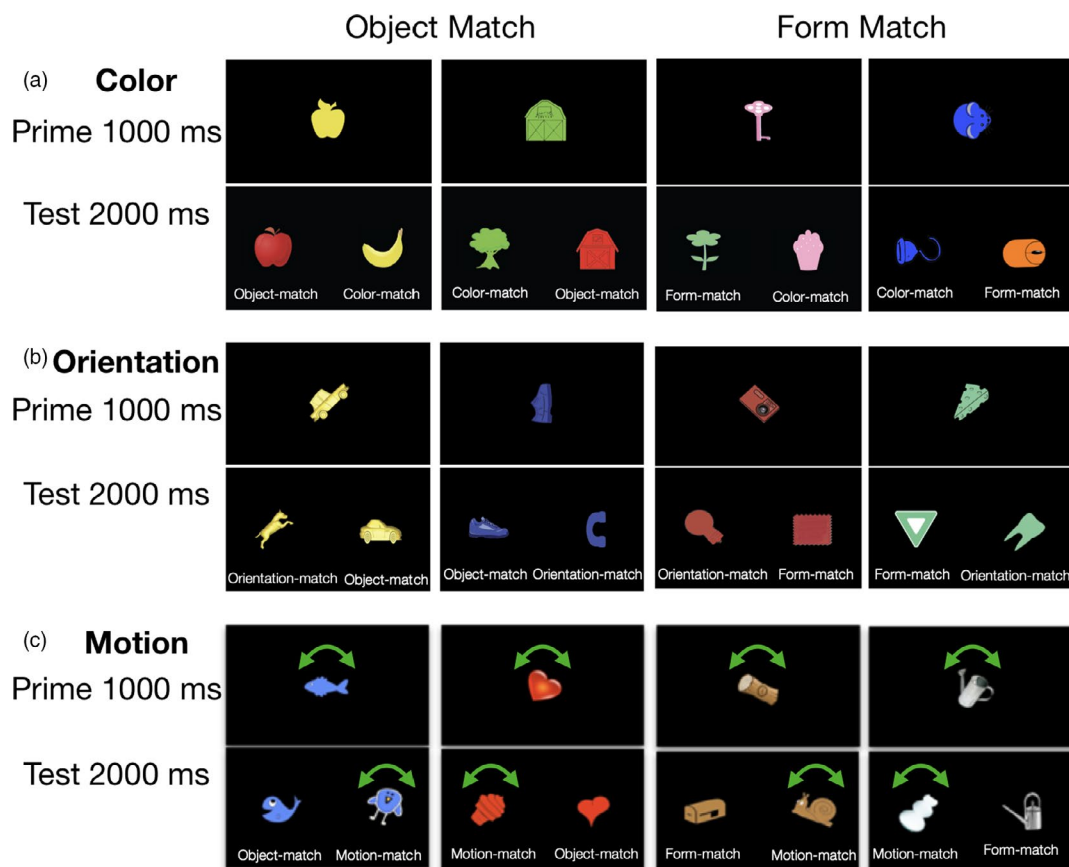 Object Match Form Match
(a) Color
Prime 1000 ms
Test 2000 ms
Object-match Color-match Color-match Object-match Form-match Color-match Color-match Form-match
(b) Orientation
Prime 1000 ms
Test 2000 ms
Orientation-match Object-match Object-match Orientation-match Orientation-match Form-match Form-match Orientation-match
(c) Motion
Prime 1000 ms
Test 2000 ms
Object-match Motion-match Motion-match Object-match Form-match Motion-match Motion-match Form-match